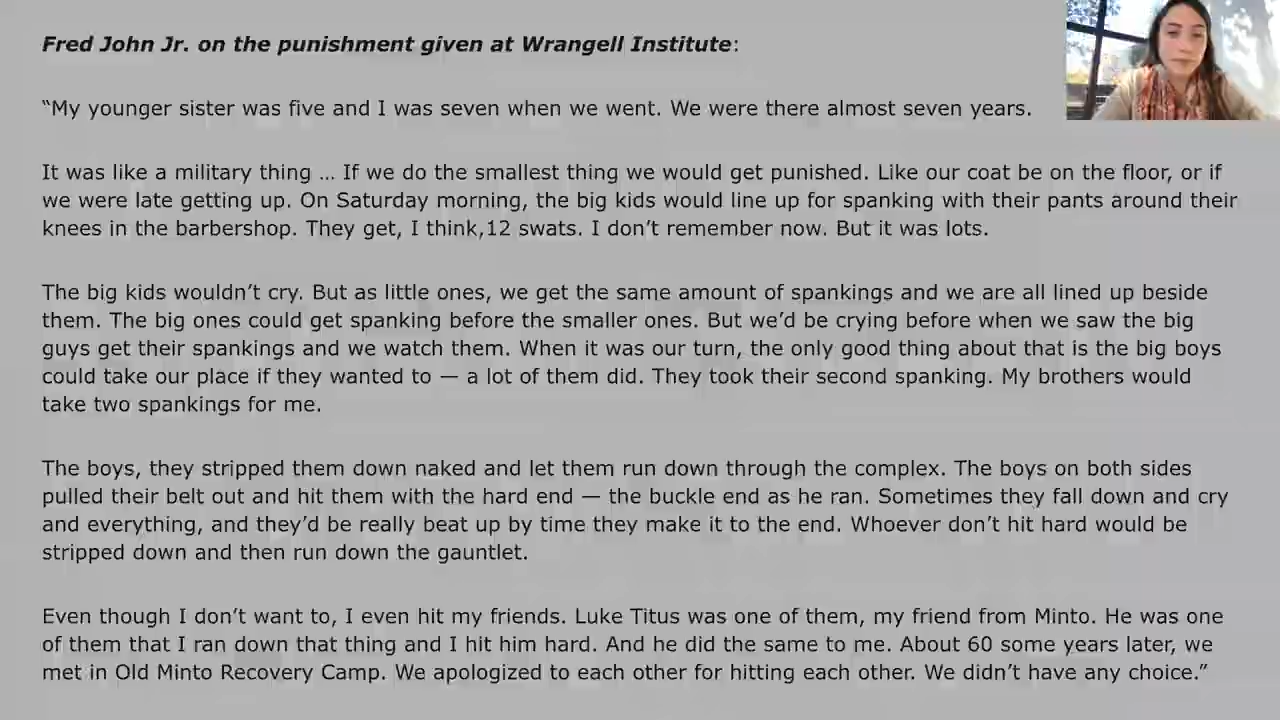 Fred John Jr. on the punishment given at Wrangell Institute:
“My younger sister was five and I was seven when we went. We were there almost seven years.
It was like a military thing … If we do the smallest thing we would get punished. Like our coat be on the floor, or if
we were late getting up. On Saturday morning, the big kids would line up for spanking with their pants around their
knees in the barbershop. They get, I think,12 swats. I don’t remember now. But it was lots.
The big kids wouldn’t cry. But as little ones, we get the same amount of spankings and we are all lined up beside
them. The big ones could get spanking before the smaller ones. But we’d be crying before when we saw the big
guys get their spankings and we watch them. When it was our turn, the only good thing about that is the big boys
could take our place if they wanted to — a lot of them did. They took their second spanking. My brothers would
take two spankings for me.
The boys, they stripped them down naked and let them run down through the complex. The boys on both sides
pulled their belt out and hit them with the hard end — the buckle end as he ran. Sometimes they fall down and cry
and everything, and they’d be really beat up by time they make it to the end. Whoever don’t hit hard would be
stripped down and then run down the gauntlet.
Even though I don’t want to, I even hit my friends. Luke Titus was one of them, my friend from Minto. He was one
of them that I ran down that thing and I hit him hard. And he did the same to me. About 60 some years later, we
met in Old Minto Recovery Camp. We apologized to each other for hitting each other. We didn’t have any choice.”